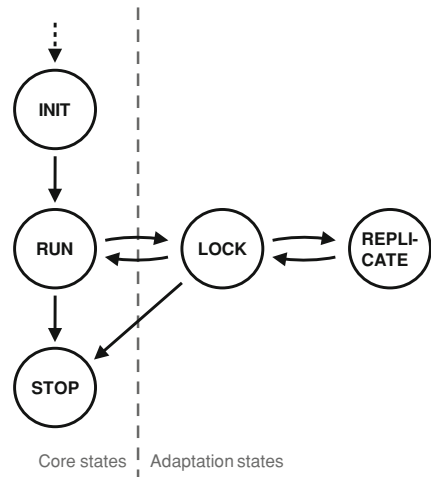 INIT
RUN
LOCK
REPLI-
CATE
STOP
Core states
Adaptation states